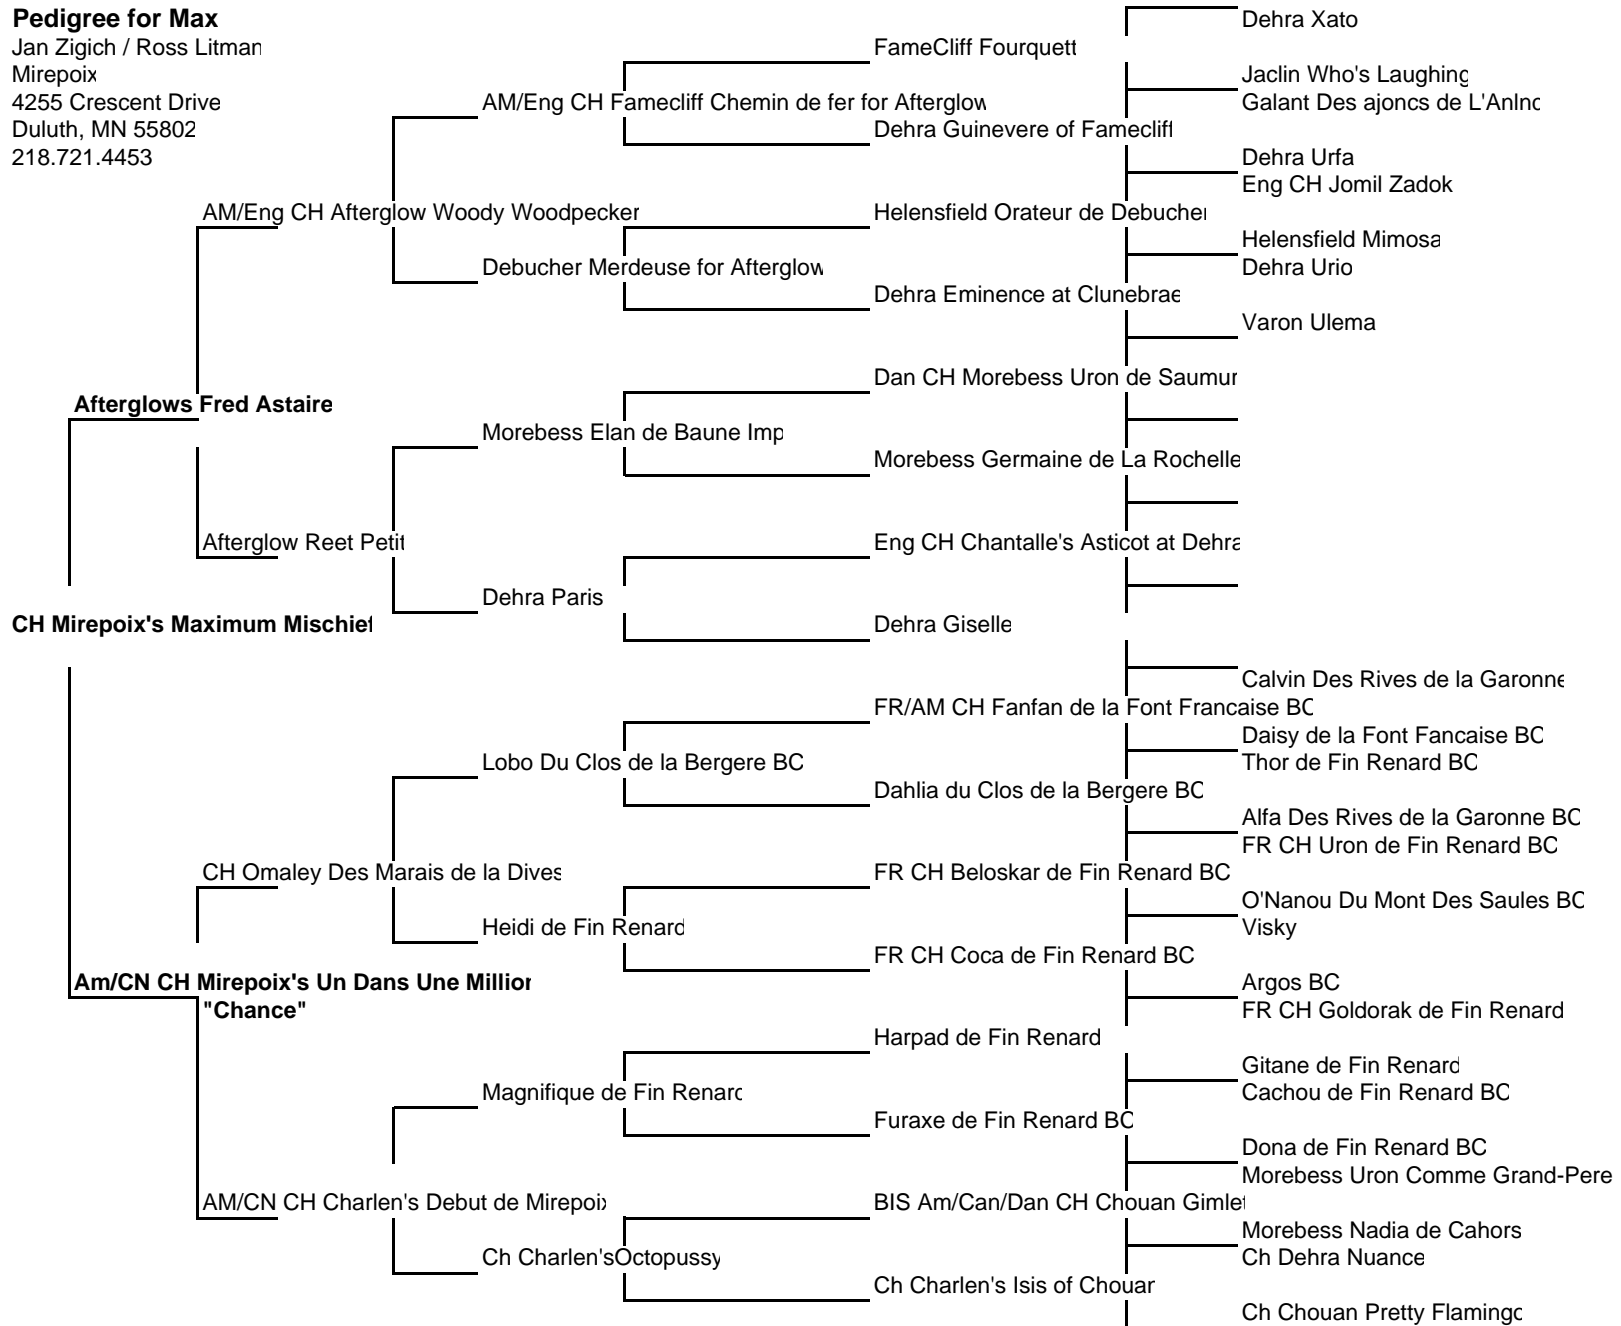 Pedigree for Max
Jan Zigich / Ross Litman
Mirepoix
4255 Crescent Drive
Duluth, MN 55802
218.721.4453
Dehra Xato
FameCliff Fourquett
Jaclin Who's Laughing
AM/Eng CH Famecliff Chemin de fer for Afterglow
Galant Des ajoncs de L'Anlnc
Dehra Guinevere of Famecliff
Dehra Urfa
Eng CH Jomil Zadok
AM/Eng CH Afterglow Woody Woodpecker
Helensfield Orateur de Debucher
Helensfield Mimosa
Debucher Merdeuse for Afterglow
Dehra Urio
Dehra Eminence at Clunebrae
Varon Ulema
Dan CH Morebess Uron de Saumur
Afterglows Fred Astaire
Morebess Elan de Baune Imp
Morebess Germaine de La Rochelle
Afterglow Reet Petit
Eng CH Chantalle's Asticot at Dehra
Dehra Paris
CH Mirepoix's Maximum Mischief
Dehra Giselle
Calvin Des Rives de la Garonne
FR/AM CH Fanfan de la Font Francaise BC
Daisy de la Font Fancaise BC
Lobo Du Clos de la Bergere BC
Thor de Fin Renard BC
Dahlia du Clos de la Bergere BC
Alfa Des Rives de la Garonne BC
FR CH Uron de Fin Renard BC
CH Omaley Des Marais de la Dives
FR CH Beloskar de Fin Renard BC
O'Nanou Du Mont Des Saules BC
Heidi de Fin Renard
Visky
FR CH Coca de Fin Renard BC
Am/CN CH Mirepoix's Un Dans Une Million
Argos BC
"Chance"
FR CH Goldorak de Fin Renard
Harpad de Fin Renard
Gitane de Fin Renard
Magnifique de Fin Renard
Cachou de Fin Renard BC
Furaxe de Fin Renard BC
Dona de Fin Renard BC
Morebess Uron Comme Grand-Pere
AM/CN CH Charlen's Debut de Mirepoix
BIS Am/Can/Dan CH Chouan Gimlet
Morebess Nadia de Cahors
Ch Charlen'sOctopussy
Ch Dehra Nuance
Ch Charlen's Isis of Chouan
Ch Chouan Pretty Flamingo